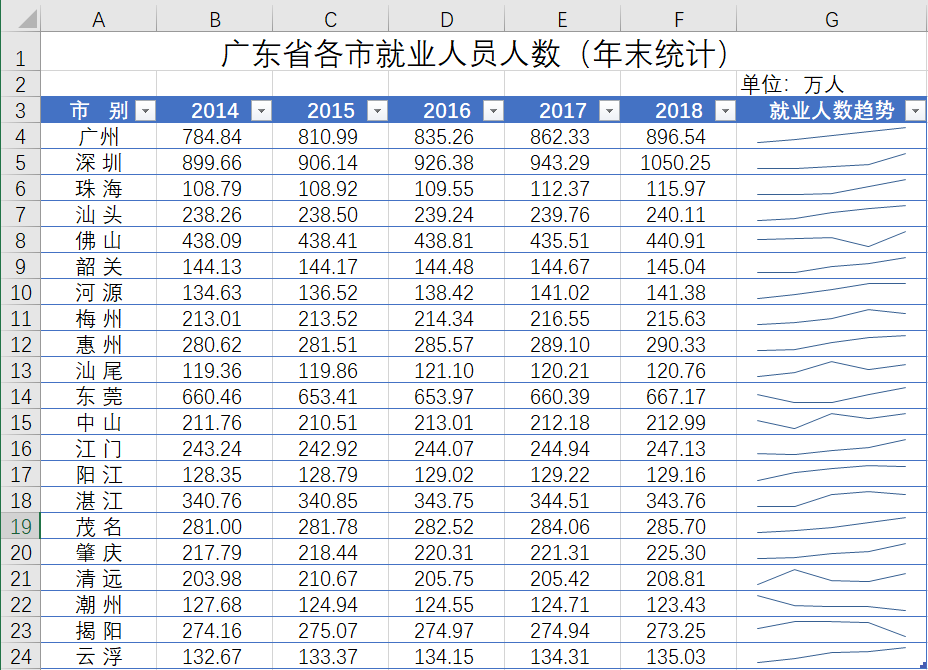 A B C D E F G
1 广东省各市就业人员人数（年末统计）
2 单位：万人
3 市 别 2014 2015 2016 2017 2018 就业人数趋势
4 广州 784.84 810.99 835.26 862.33 896.54
5 深圳 899.66 906.14 926.38 943.29 1050.25
6 珠海 108.79 108.92 109.55 112.37 115.97
7 汕头 238.26 238.50 239.24 239.76 240.11
8 佛山 438.09 438.41 438.81 435.51 440.91
9 韶关 144.13 144.17 144.48 144.67 145.04
10 河源 134.63 136.52 138.42 141.02 141.38
11 梅州 213.01 213.52 214.34 216.55 215.63
12 惠州 280.62 281.51 285.57 289.10 290.33
13 汕尾 119.36 119.86 121.10 120.21 120.76
14 东莞 660.46 653.41 653.97 660.39 667.17
15 中山 211.76 210.51 213.01 212.18 212.99
16 江门 243.24 242.92 244.07 244.94 247.13
17 阳江 128.35 128.79 129.02 129.22 129.16
18 湛江 340.76 340.85 343.75 344.51 343.76
19 茂名 281.00 281.78 282.52 284.06 285.70
20 肇庆 217.79 218.44 220.31 221.31 225.30
21 清远 203.98 210.67 205.75 205.42 208.81
22 潮州 127.68 124.94 124.55 124.71 123.43
23 揭阳 274.16 275.07 274.97 274.94 273.25
24 云浮 132.67 133.37 134.15 134.31 135.03